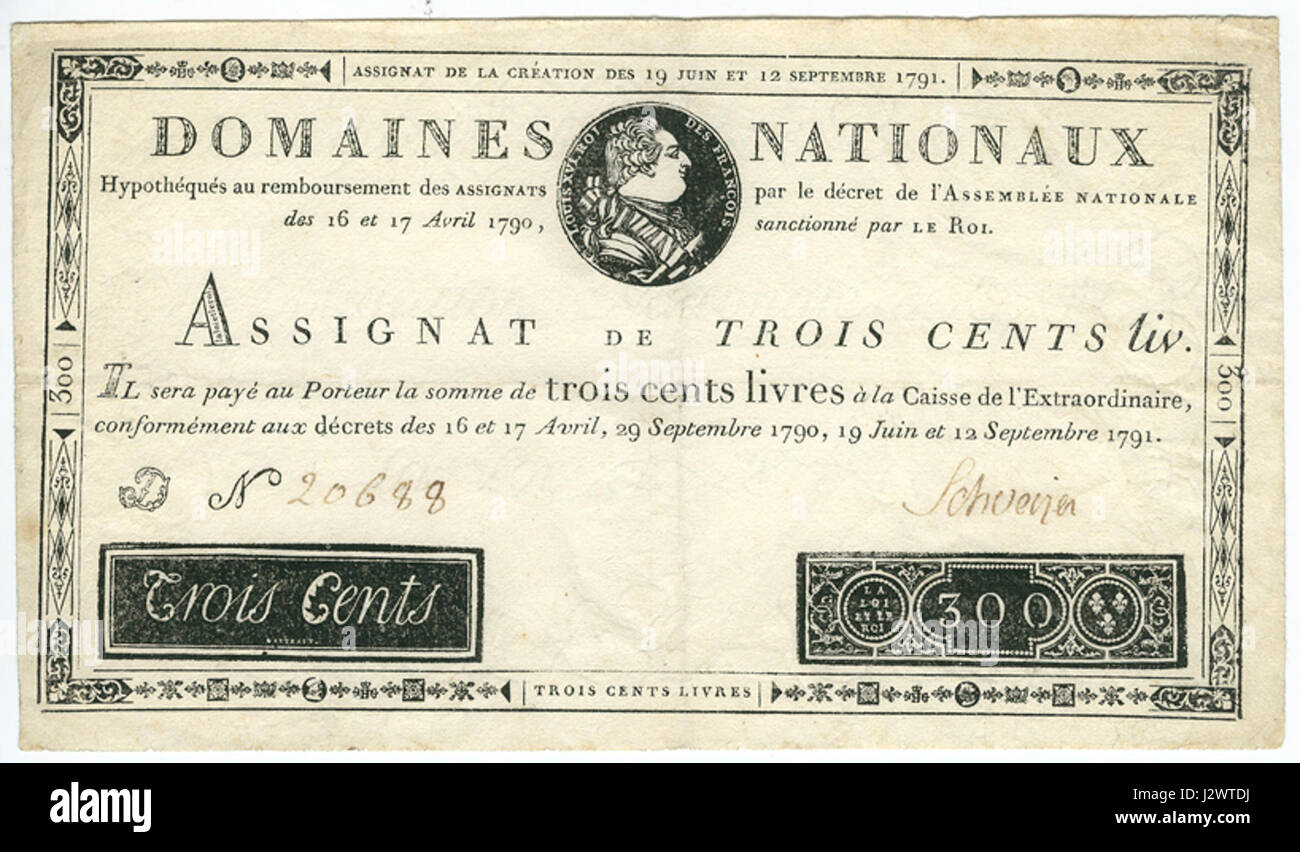 ASSIGNAT DE LA CRÉATION DES 19 JUIN ET 12 SEPTEMBRE 1791.
DOMAINES NATIONAUX
LOUIS XVI ROI DES FRANÇOIS
Hypothéqués au remboursement des ASSIGNATS par le décret de l'ASSEMBLÉE NATIONALE
des 16 et 17 Avril 1790, sanctionné par LE ROI.
ASSIGNAT DE TROIS CENTS liv.
IL sera payé au Porteur la somme de trois cents livres à la Caisse de l'Extraordinaire,
conformément aux décrets des 16 et 17 Avril, 29 Septembre 1790, 19 Juin et 12 Septembre 1791.
300
300
D N 20688
Schveizer
Trois Cents
LA LOI ET LE ROI
300
TROIS CENTS LIVRES
alamy
alamy
alamy
alamy
alamy
alamy
Image ID: J2WTDJ
www.alamy.com